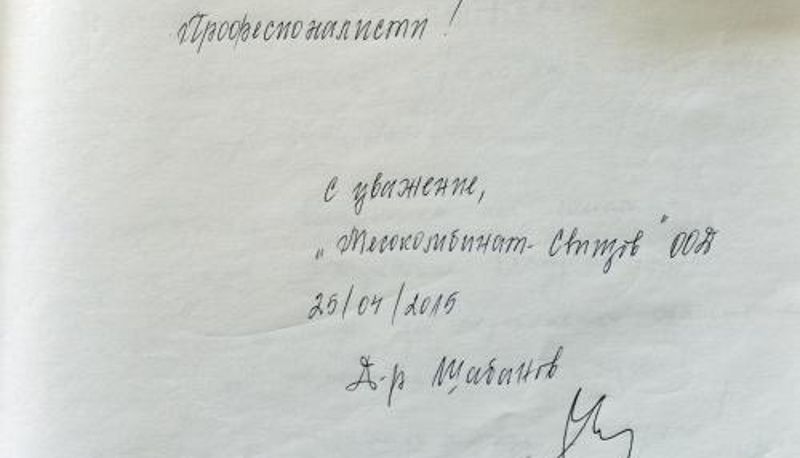 Професионалисти!
С уважение,
„Месокомбинат- Свищов" ООД
25/04/2015
Д-р Шабанов